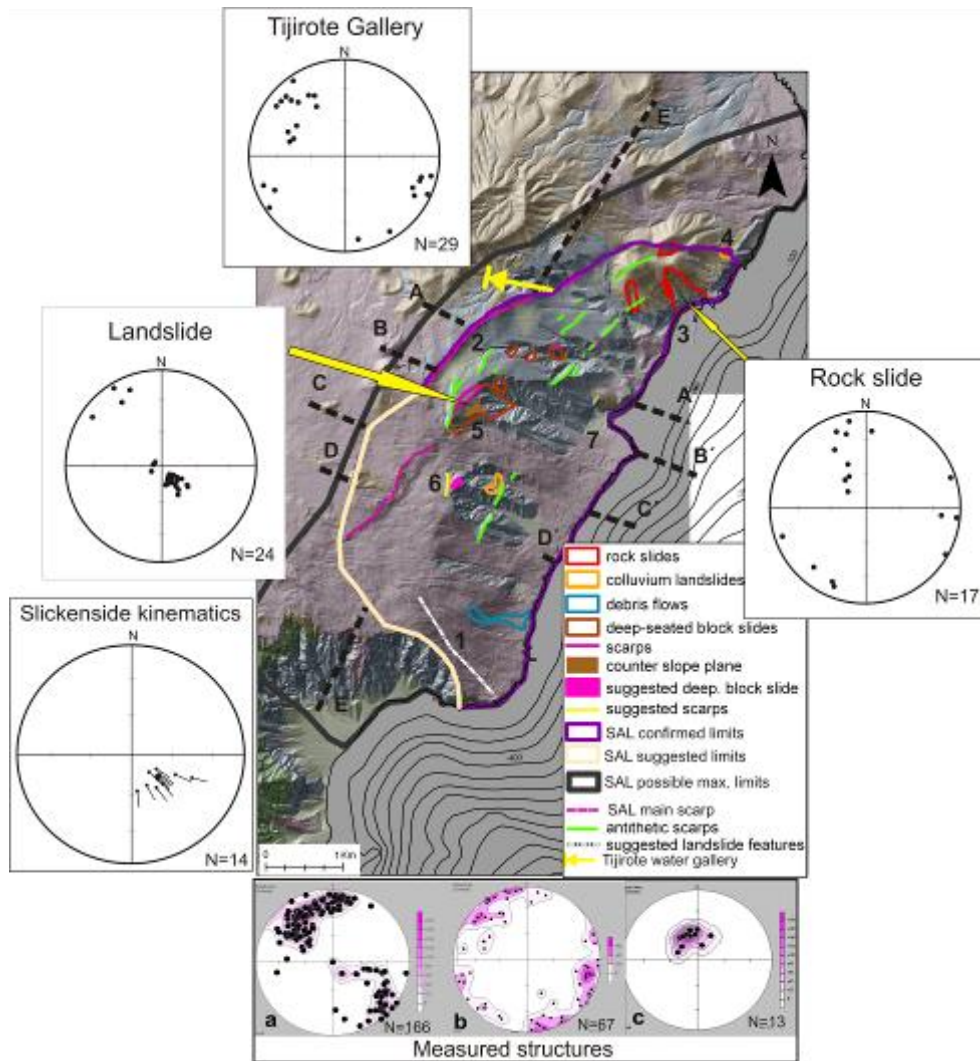 Tijirote Gallery
N
N=29
E´
N
4
A
B
2
3
Landslide
N
N=24
C
D
5
7
A´
B´
C´
D´
6
Rock slide
N
N=17
Slickenside kinematics
N
N=14
1
E
-400
0 1 Km
rock slides
colluvium landslides
debris flows
deep-seated block slides
scarps
counter slope plane
suggested deep. block slide
suggested scarps
SAL confirmed limits
SAL suggested limits
SAL possible max. limits
SAL main scarp
antithetic scarps
suggested landslide features
Tijirote water gallery
a
N=166
b
N=67
c
N=13
Measured structures